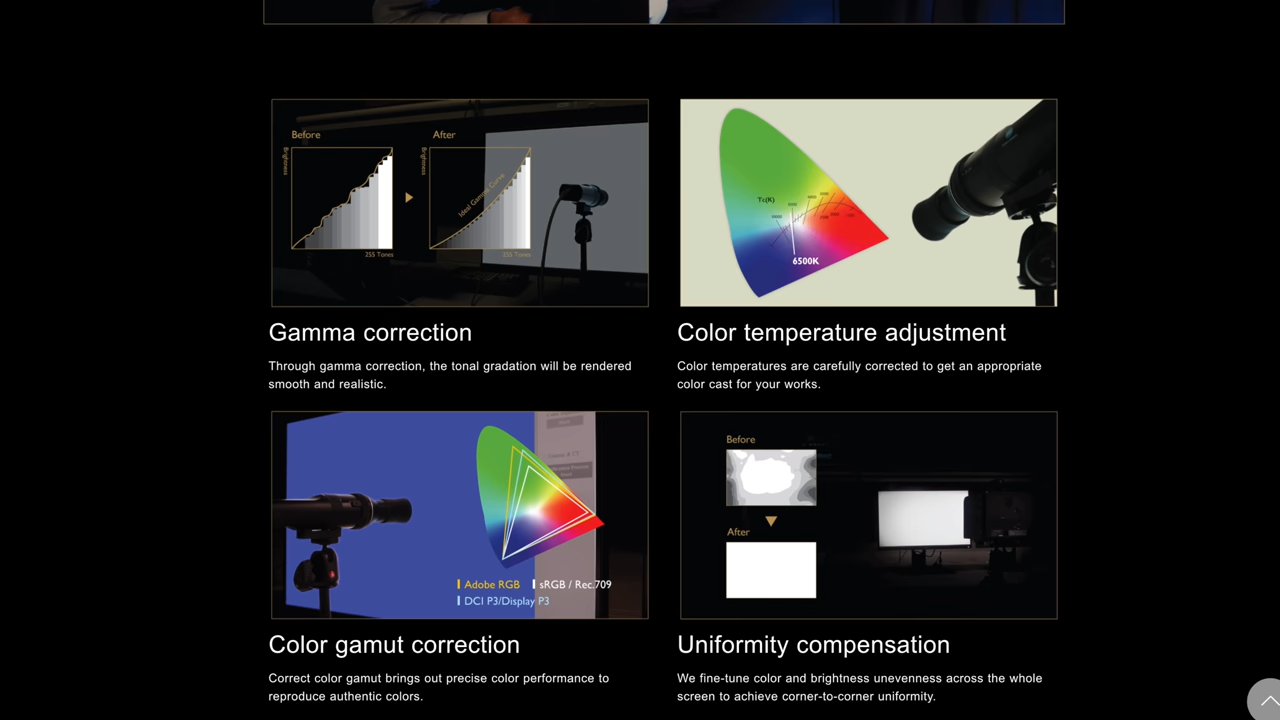 Before
After
Brightness
Brightness
Ideal Gamma Curve
255 Tones
255 Tones
Tc(K)
6500K
Gamma correction
Through gamma correction, the tonal gradation will be rendered
smooth and realistic.
Color temperature adjustment
Color temperatures are carefully corrected to get an appropriate
color cast for your works.
Adobe RGB
sRGB / Rec.709
DCI P3/Display P3
Before
After
Color gamut correction
Correct color gamut brings out precise color performance to
reproduce authentic colors.
Uniformity compensation
We fine-tune color and brightness unevenness across the whole
screen to achieve corner-to-corner uniformity.